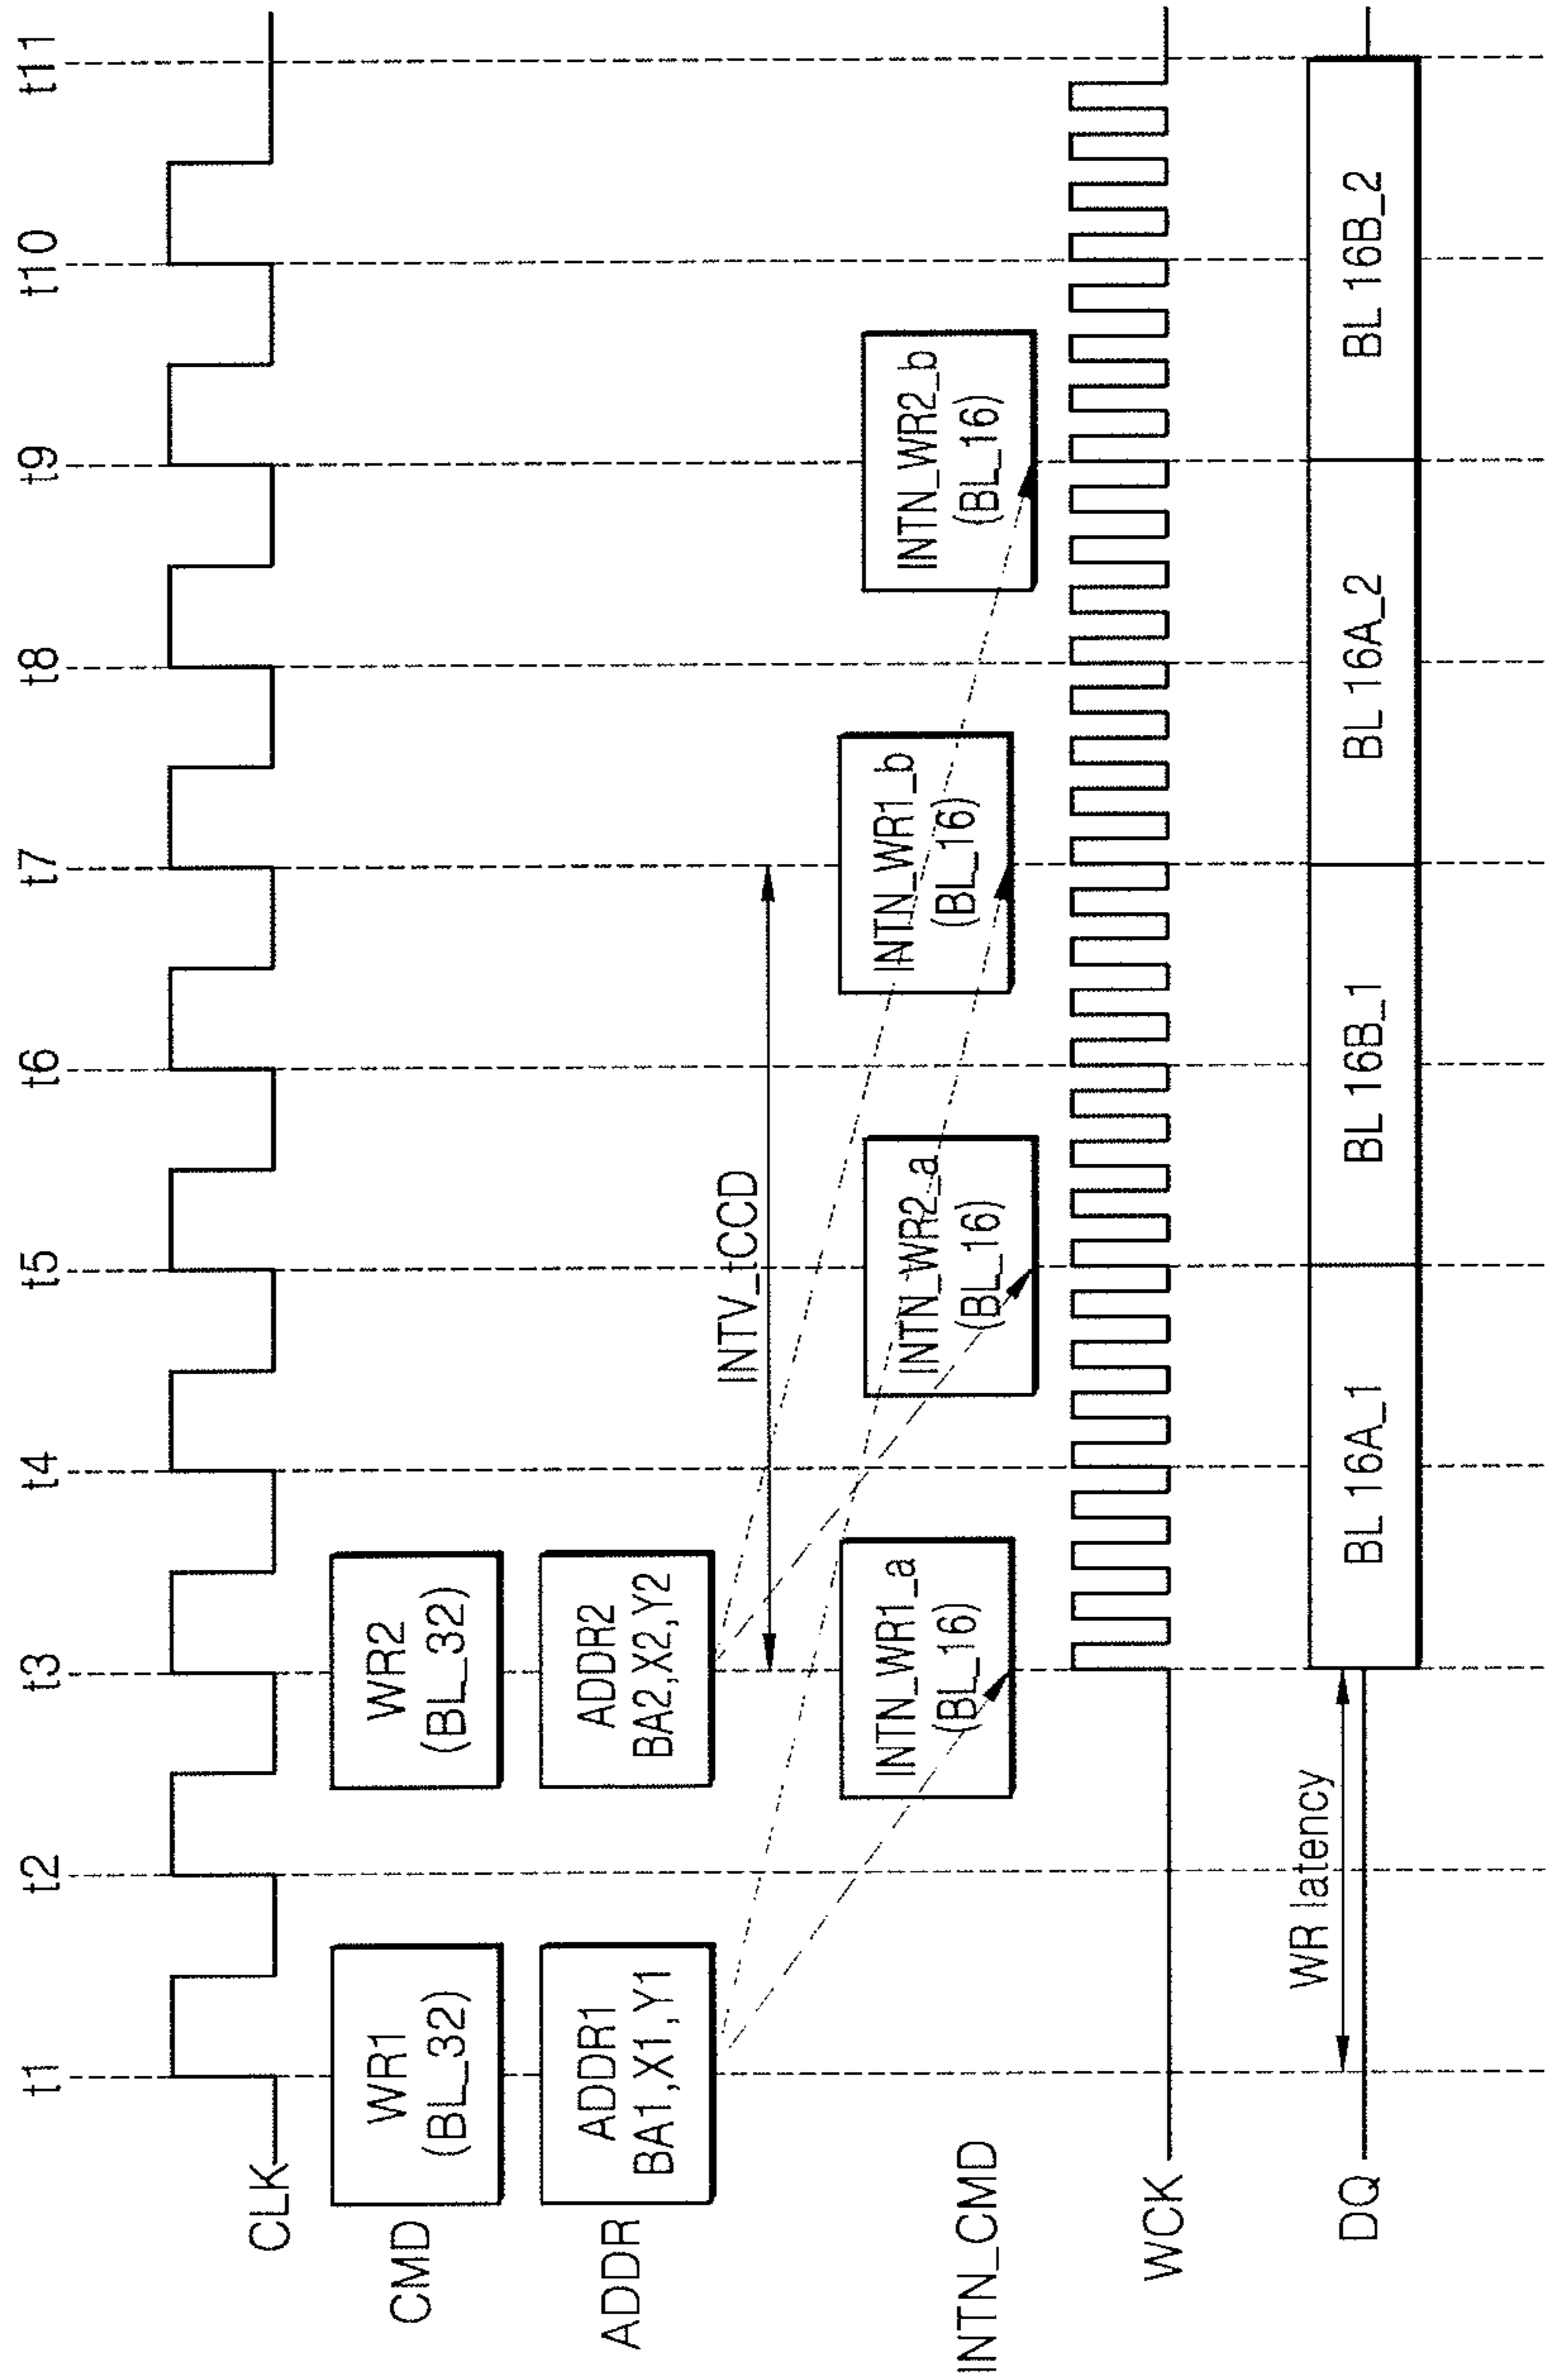 t1 t2 t3 t4 t5 t6 t7 t8 t9 t10 t11
CLK
CMD
WR1
(BL_32)
WR2
(BL_32)
ADDR
ADDR1
BA1,X1,Y1
ADDR2
BA2,X2,Y2
INTV_tCCD
INTN_CMD
INTN_WR1_a
(BL_16)
INTN_WR2_a
(BL_16)
INTN_WR1_b
(BL_16)
INTN_WR2_b
(BL_16)
WCK
WR latency
DQ
BL 16A_1
BL 16B_1
BL 16A_2
BL 16B_2